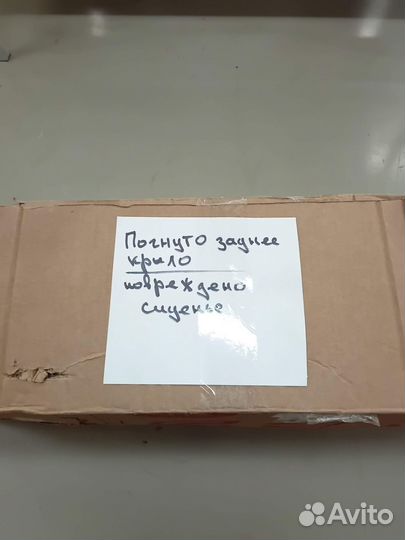 Погнуто заднее
крыло
повреждено
сиденье
Avito